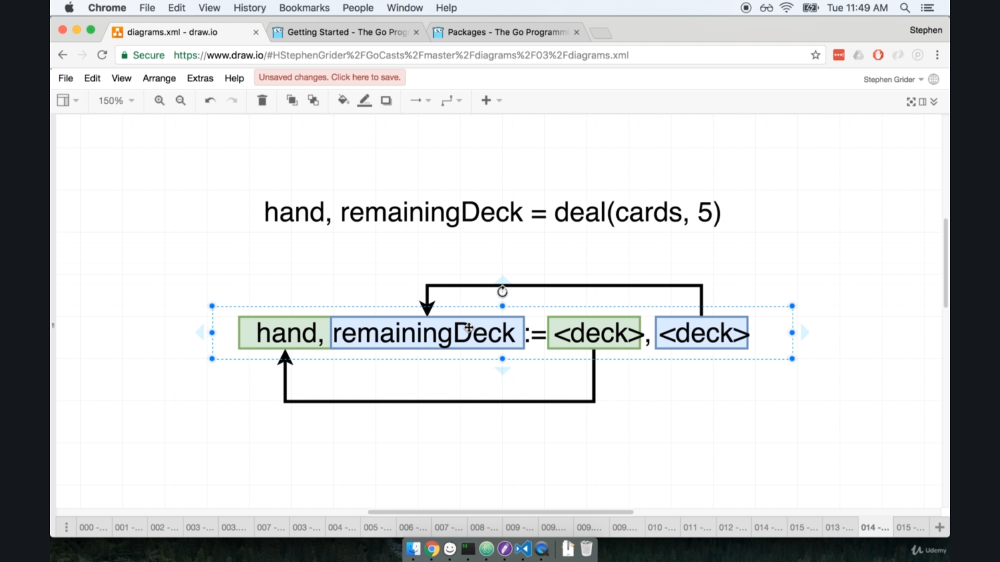 Chrome File Edit View History Bookmarks People Window Help Tue 11:49 AM
diagrams.xml - draw.io Getting Started - The Go Prog Packages - The Go Programmi Stephen
Secure https://www.draw.io/#HStephenGrider%2FGoCasts%2Fmaster%2Fdiagrams%2F03%2Fdiagrams.xml
File Edit View Arrange Extras Help Unsaved changes. Click here to save. Stephen Grider
150%
hand, remainingDeck = deal(cards, 5)
hand, remainingDeck := <deck>, <deck>
000 -... 001 -... 002 -... 003 -... 003.... 007 -... 003 -... 004 -... 005 -... 006 -... 007 -... 008 -... 009 -... 009.... 009.... 009.... 010 -... 011 -... 012 -... 014 -... 015 -... 013 -... 014 -... 015 -...
Udemy